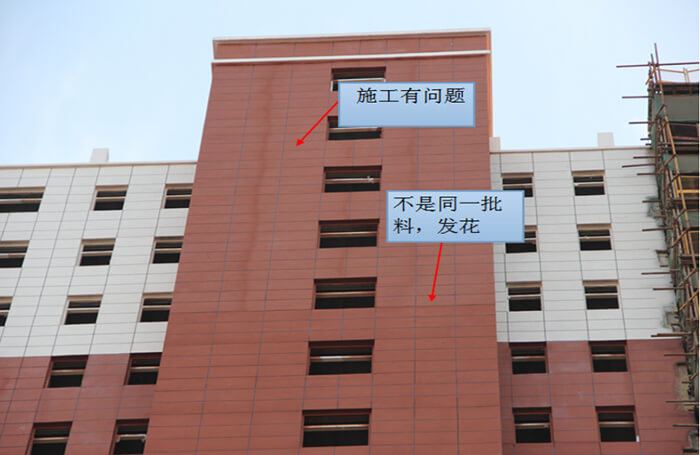 施工有问题
不是同一批
料，发花